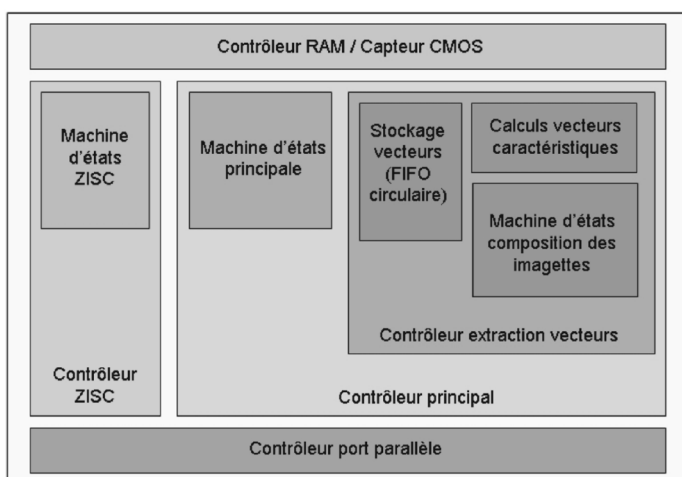 Contrôleur RAM / Capteur CMOS
Machine
d'états
ZISC
Contrôleur
ZISC
Machine d'états
principale
Stockage
vecteurs
(FIFO
circulaire)
Calculs vecteurs
caractéristiques
Machine d'états
composition des
imagettes
Contrôleur extraction vecteurs
Contrôleur principal
Contrôleur port parallèle